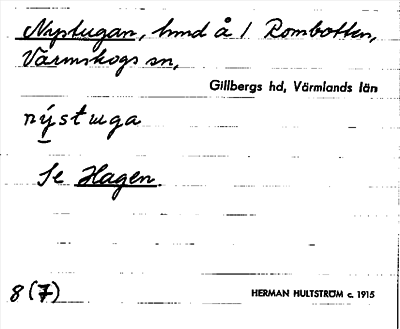 Nystugan, hmd å 1 Rombotten,
Värmskogs sn,
Gillbergs hd, Värmlands län
nýstuga
Se Hagen.
8 (7)
HERMAN HULTSTRÖM c. 1915